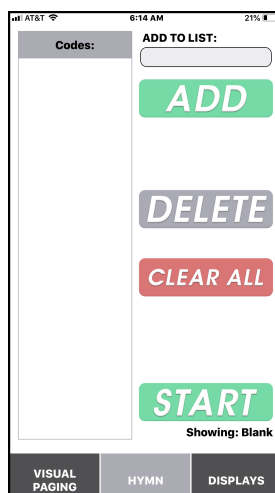 AT&T 6:14 AM 21%
Codes:
ADD TO LIST:
ADD
DELETE
CLEAR ALL
START
Showing: Blank
VISUAL
PAGING
HYMN
DISPLAYS